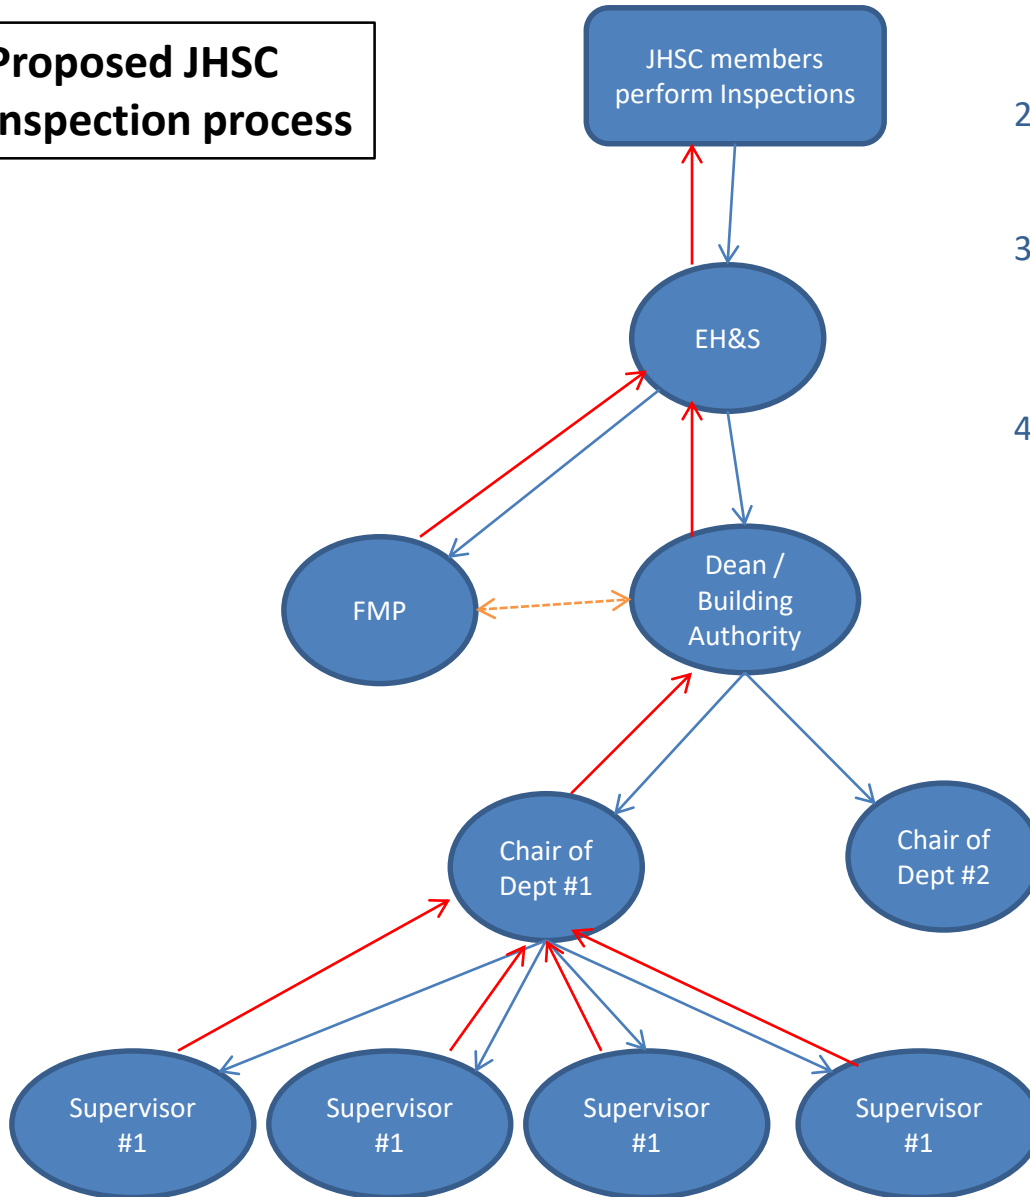 Proposed JHSC
nspection process
JHSC members
perform Inspections
2
3
4
EH&S
FMP
Dean /
Building
Authority
Chair of
Dept #1
Chair of
Dept #2
Supervisor
#1
Supervisor
#1
Supervisor
#1
Supervisor
#1